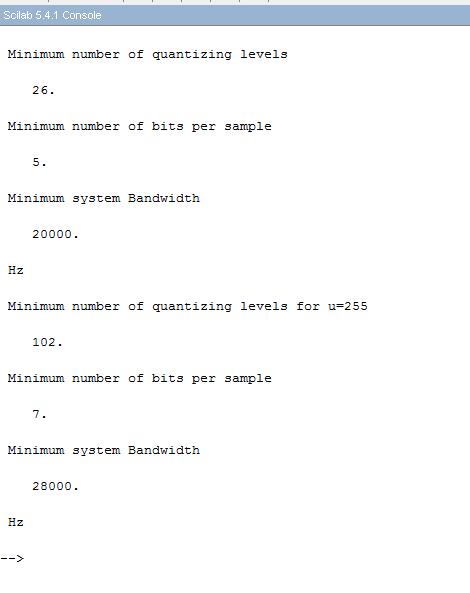 Scilab 5.4.1 Console
Minimum number of quantizing levels
26.
Minimum number of bits per sample
5.
Minimum system Bandwidth
20000.
Hz
Minimum number of quantizing levels for u=255
102.
Minimum number of bits per sample
7.
Minimum system Bandwidth
28000.
Hz
-->